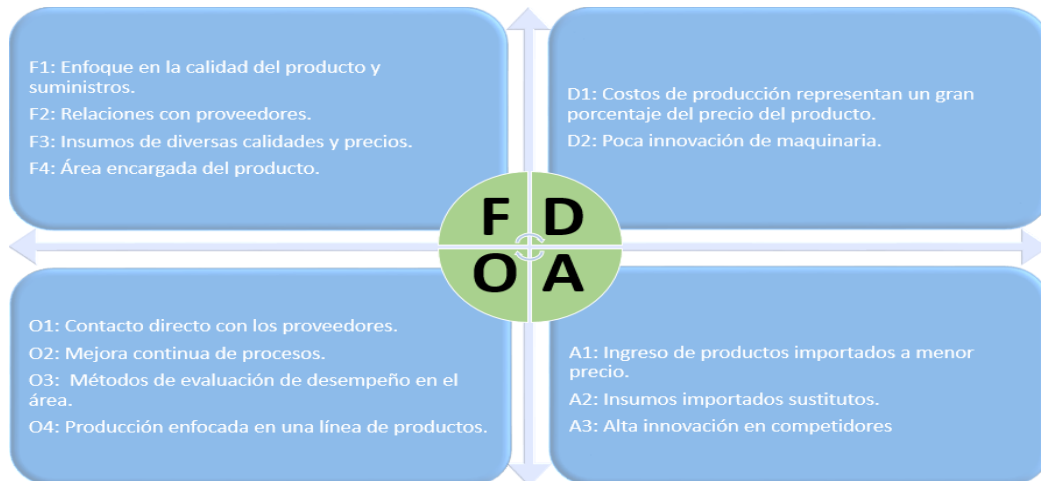 F1: Enfoque en la calidad del producto y
suministros.
F2: Relaciones con proveedores.
F3: Insumos de diversas calidades y precios.
F4: Área encargada del producto.
D1: Costos de producción representan un gran
porcentaje del precio del producto.
D2: Poca innovación de maquinaria.
F D
O A
O1: Contacto directo con los proveedores.
O2: Mejora continua de procesos.
O3: Métodos de evaluación de desempeño en el
área.
O4: Producción enfocada en una línea de productos.
A1: Ingreso de productos importados a menor
precio.
A2: Insumos importados sustitutos.
A3: Alta innovación en competidores